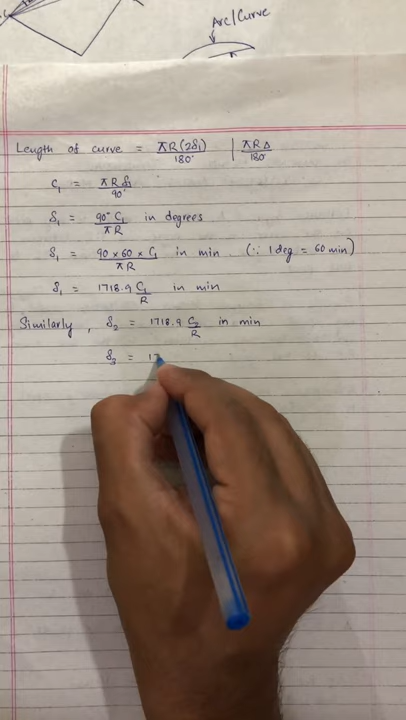 Arc/Curve
Length of curve = πR(2δ₁)/180° | πRΔ/180°
C₁ = πRδ₁/90°
δ₁ = 90° C₁/πR in degrees
δ₁ = 90 x 60 x C₁/πR in min. (∵ 1 deg = 60 min)
δ₁ = 1718.9 C₁/R in min
Similarly, δ₂ = 1718.9 C₂/R in min
δ₃ = 17